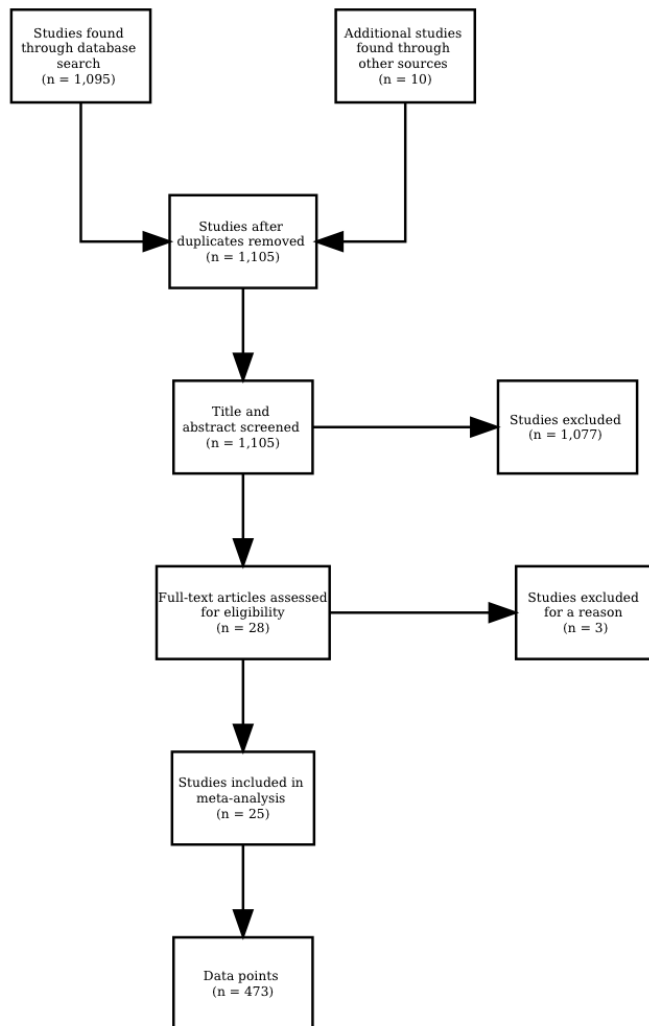 Studies found
through database
search
(n = 1,095)
Additional studies
found through
other sources
(n = 10)
Studies after
duplicates removed
(n = 1,105)
Title and
abstract screened
(n = 1,105)
Studies excluded
(n = 1,077)
Full-text articles assessed
for eligibility
(n = 28)
Studies excluded
for a reason
(n = 3)
Studies included in
meta-analysis
(n = 25)
Data points
(n = 473)